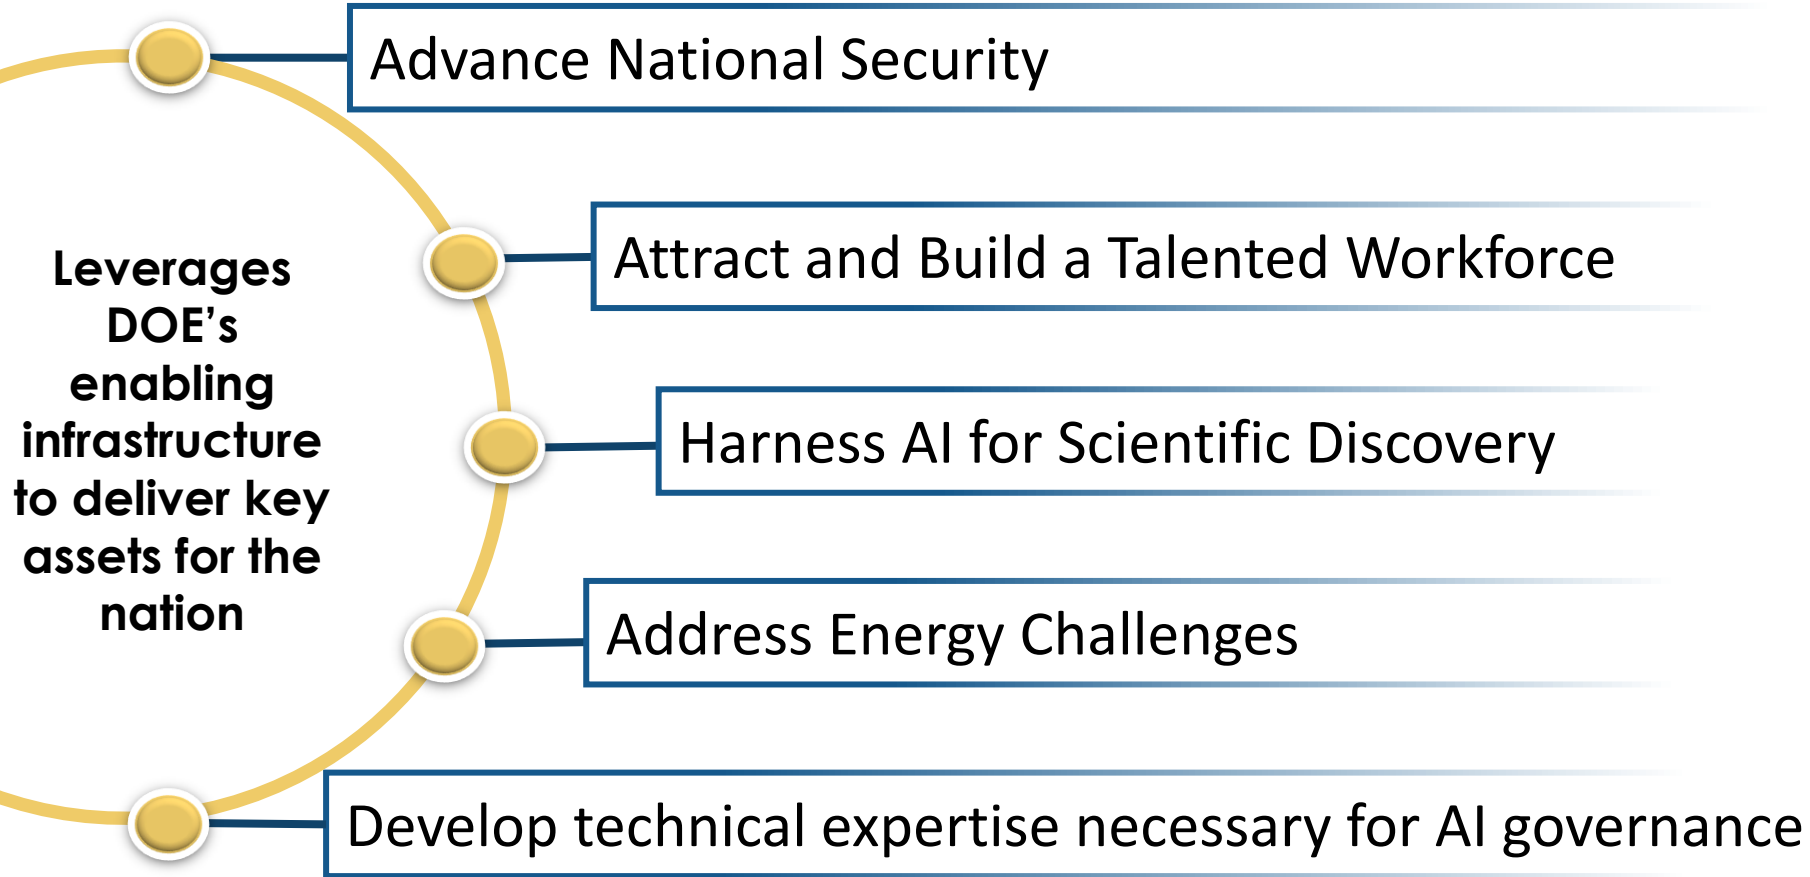 Advance National Security
Attract and Build a Talented Workforce
Leverages
DOE’s
enabling
infrastructure
to deliver key
assets for the
nation
Harness AI for Scientific Discovery
Address Energy Challenges
Develop technical expertise necessary for AI governance